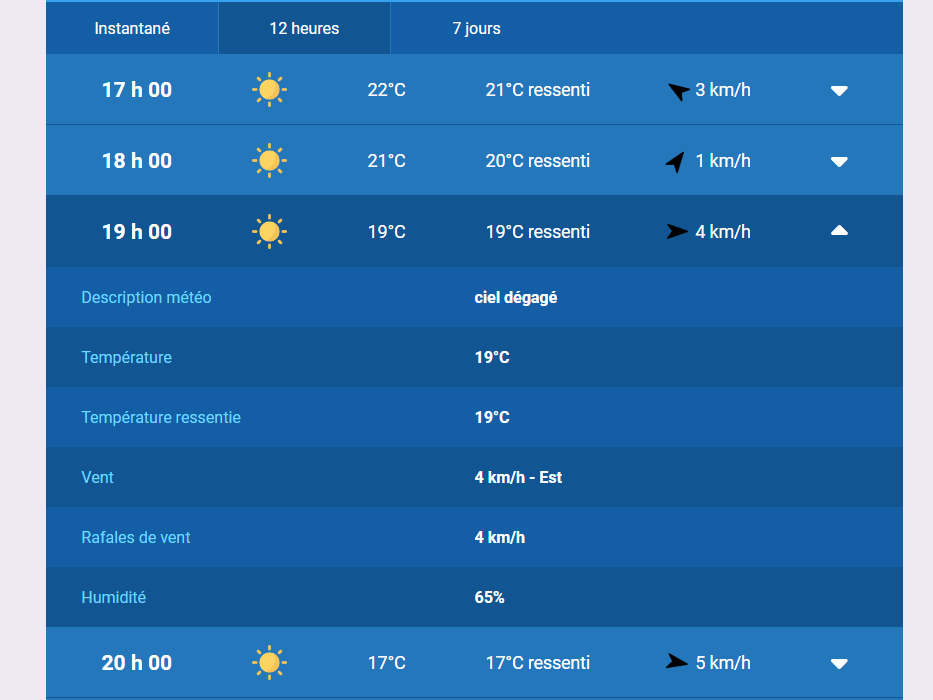 Instantané 12 heures 7 jours
17 h 00 22°C 21°C ressenti 3 km/h
18 h 00 21°C 20°C ressenti 1 km/h
19 h 00 19°C 19°C ressenti 4 km/h
Description météo ciel dégagé
Température 19°C
Température ressentie 19°C
Vent 4 km/h - Est
Rafales de vent 4 km/h
Humidité 65%
20 h 00 17°C 17°C ressenti 5 km/h